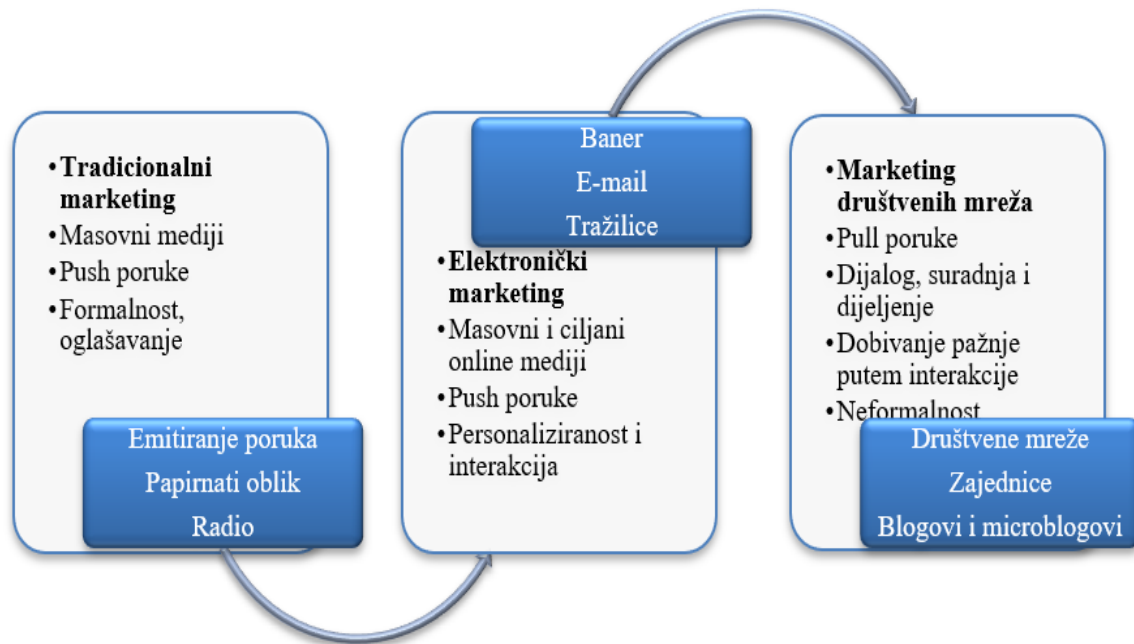 •Tradicionalni
marketing
•Masovni mediji
•Push poruke
•Formalnost,
oglašavanje
Emitiranje poruka
Papirnati oblik
Radio
Baner
E-mail
Tražilice
•Elektronički
marketing
•Masovni i ciljani
online mediji
•Push poruke
•Personaliziranost i
interakcija
•Marketing
društvenih mreža
•Pull poruke
•Dijalog, suradnja i
dijeljenje
•Dobivanje pažnje
putem interakcije
•Neformalnost
Društvene mreže
Zajednice
Blogovi i microblogovi